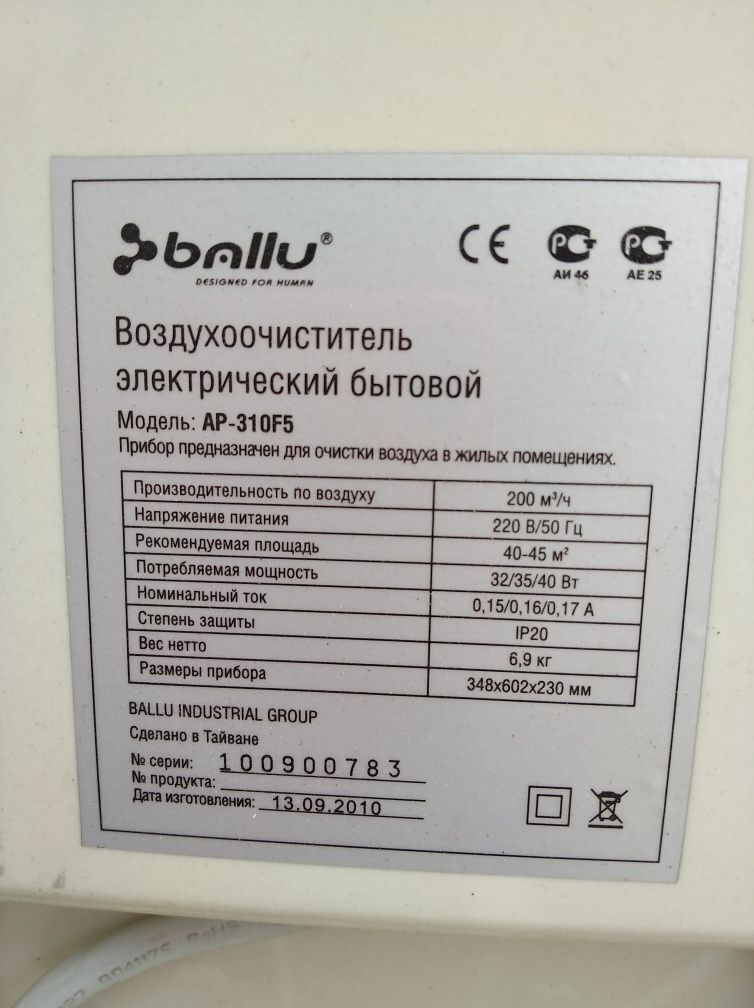 ballu®
DESIGNED FOR HUMAN
CE
АИ 46
АЕ 25
Воздухоочиститель
электрический бытовой
Модель: AP-310F5
Прибор предназначен для очистки воздуха в жилых помещениях.
Производительность по воздуху 200 м³/ч
Напряжение питания 220 В/50 Гц
Рекомендуемая площадь 40-45 м²
Потребляемая мощность 32/35/40 Вт
Номинальный ток 0,15/0,16/0,17 А
Степень защиты IP20
Вес нетто 6,9 кг
Размеры прибора 348x602x230 мм
BALLU INDUSTRIAL GROUP
Сделано в Тайване
№ серии: 100900783
№ продукта:
Дата изготовления: 13.09.2010
RoHS